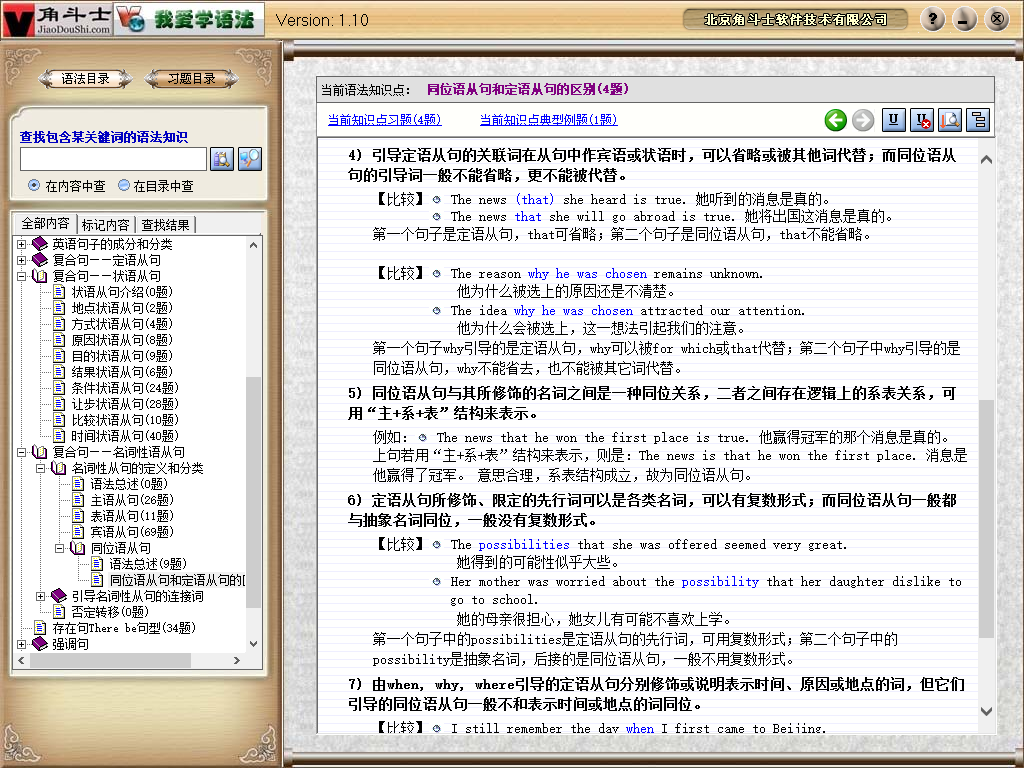 角斗士
JiaoDouShi.com
我爱学语法
Version: 1.10
北京角斗士软件技术有限公司
语法目录
习题目录
查找包含某关键词的语法知识
在内容中查
在目录中查
全部内容
标记内容
查找结果
英语句子的成分和分类
复合句——定语从句
复合句——状语从句
状语从句介绍(0题)
地点状语从句(2题)
方式状语从句(4题)
原因状语从句(8题)
目的状语从句(9题)
结果状语从句(6题)
条件状语从句(24题)
让步状语从句(26题)
比较状语从句(10题)
时间状语从句(40题)
复合句——名词性语从句
名词性从句的定义和分类
语法总述(0题)
主语从句(26题)
表语从句(11题)
宾语从句(69题)
同位语从句
语法总述(9题)
同位语从句和定语从句的[
引导名词性从句的连接词
否定转移(0题)
存在句There be句型(34题)
强调句
当前语法知识点: 同位语从句和定语从句的区别(4题)
当前知识点习题(4题)
当前知识点典型例题(1题)
4) 引导定语从句的关联词在从句中作宾语或状语时，可以省略或被其他词代替；而同位语从
句的引导词一般不能省略，更不能被代替。
【比较】 The news (that) she heard is true. 她听到的消息是真的。
The news that she will go abroad is true. 她将出国这消息是真的。
第一个句子是定语从句，that可省略；第二个句子是同位语从句，that不能省略。
【比较】 The reason why he was chosen remains unknown.
他为什么被选上的原因还是不清楚。
The idea why he was chosen attracted our attention.
他为什么会被选上，这一想法引起我们的注意。
第一个句子why引导的是定语从句，why可以被for which或that代替；第二个句子中why引导的是
同位语从句，why不能省去，也不能被其它词代替。
5) 同位语从句与其所修饰的名词之间是一种同位关系，二者之间存在逻辑上的系表关系，可
用“主+系+表”结构来表示。
例如： The news that he won the first place is true. 他赢得冠军的那个消息是真的。
上句若用“主+系+表”结构来表示，则是：The news is that he won the first place. 消息是
他赢得了冠军。 意思合理，系表结构成立，故为同位语从句。
6) 定语从句所修饰、限定的先行词可以是各类名词，可以有复数形式；而同位语从句一般都
与抽象名词同位，一般没有复数形式。
【比较】 The possibilities that she was offered seemed very great.
她得到的可能性似乎大些。
Her mother was worried about the possibility that her daughter dislike to
go to school.
她的母亲很担心，她女儿有可能不喜欢上学。
第一个句子中的possibilities是定语从句的先行词，可用复数形式；第二个句子中的
possibility是抽象名词，后接的是同位语从句，一般不用复数形式。
7) 由when, why, where引导的定语从句分别修饰或说明表示时间、原因或地点的词，但它们
引导的同位语从句一般不和表示时间或地点的词同位。
【比较】 I still remember the day when I first came to Beijing.